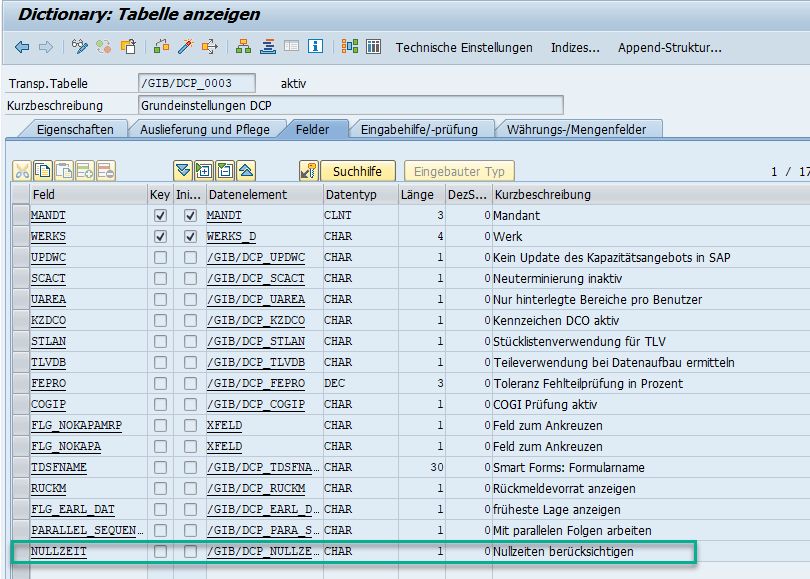 Dictionary: Tabelle anzeigen
Technische Einstellungen Indizes... Append-Struktur...
Transp.Tabelle /GIB/DCP_0003 aktiv
Kurzbeschreibung Grundeinstellungen DCP
Eigenschaften Auslieferung und Pflege Felder Eingabehilfe/-prüfung Währungs-/Mengenfelder
Suchhilfe Eingebauter Typ 1 / 17
Feld Key Ini... Datenelement Datentyp Länge DezS... Kurzbeschreibung
MANDT MANDT CLNT 3 0 Mandant
WERKS WERKS_D CHAR 4 0 Werk
UPDWC /GIB/DCP_UPDWC CHAR 1 0 Kein Update des Kapazitätsangebots in SAP
SCACT /GIB/DCP_SCACT CHAR 1 0 Neuterminierung inaktiv
UAREA /GIB/DCP_UAREA CHAR 1 0 Nur hinterlegte Bereiche pro Benutzer
KZDCO /GIB/DCP_KZDCO CHAR 1 0 Kennzeichen DCO aktiv
STLAN /GIB/DCP_STLAN CHAR 1 0 Stücklistenverwendung für TLV
TLVDB /GIB/DCP_TLVDB CHAR 1 0 Teileverwendung bei Datenaufbau ermitteln
FEPRO /GIB/DCP_FEPRO DEC 3 0 Toleranz Fehlteilprüfung in Prozent
COGIP /GIB/DCP_COGIP CHAR 1 0 COGI Prüfung aktiv
FLG_NOKAPAMRP XFELD CHAR 1 0 Feld zum Ankreuzen
FLG_NOKAPA XFELD CHAR 1 0 Feld zum Ankreuzen
TDSFNAME /GIB/DCP_TDSFNA... CHAR 30 0 Smart Forms: Formularname
RUCKM /GIB/DCP_RUCKM CHAR 1 0 Rückmeldevorrat anzeigen
FLG_EARL_DAT /GIB/DCP_EARL_D... CHAR 1 0 früheste Lage anzeigen
PARALLEL_SEQUEN... /GIB/DCP_PARA_S... CHAR 1 0 Mit parallelen Folgen arbeiten
NULLZEIT /GIB/DCP_NULLZE... CHAR 1 0 Nullzeiten berücksichtigen